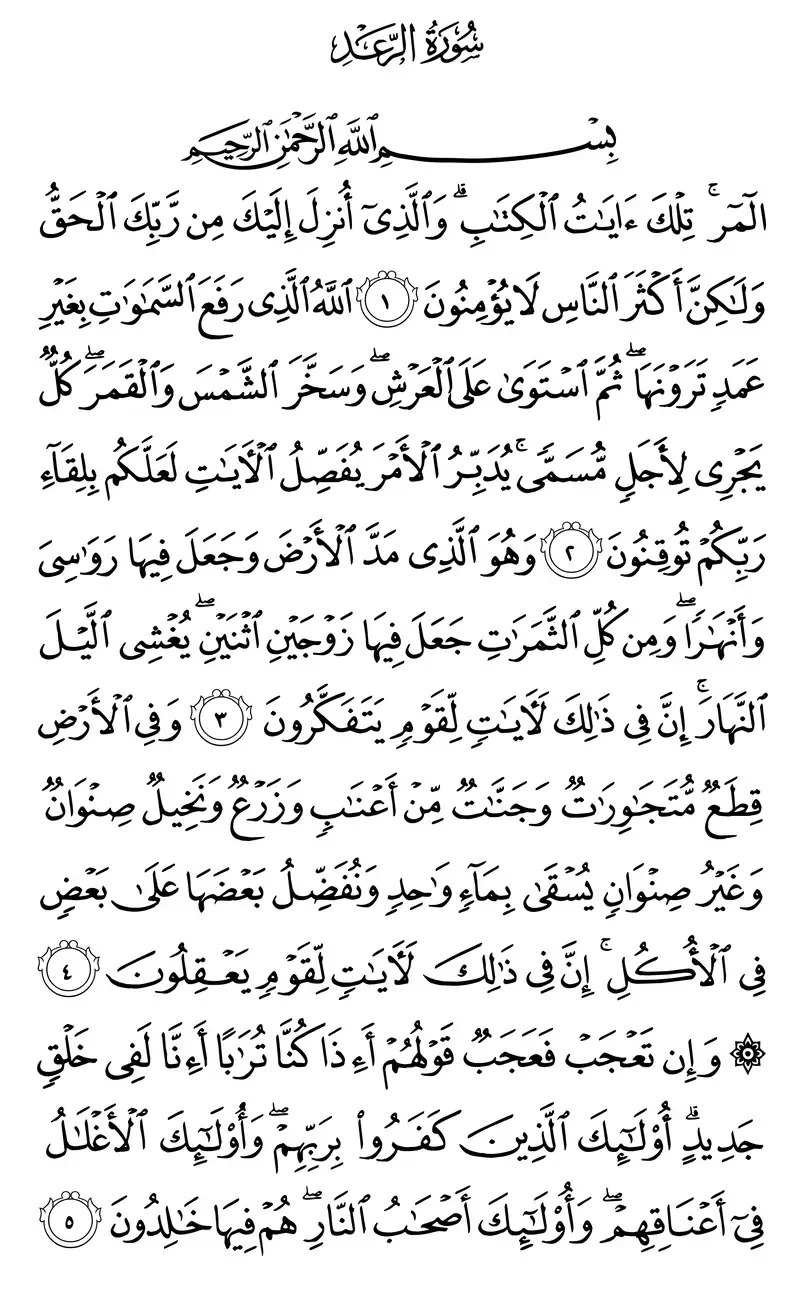 سُورَةُ الرَّعْدِ
بِسْمِ ٱللَّهِ ٱلرَّحْمَٰنِ ٱلرَّحِيمِ
الٓمٓر ۚ تِلْكَ ءَايَٰتُ ٱلْكِتَٰبِ ۗ وَٱلَّذِىٓ أُنزِلَ إِلَيْكَ مِن رَّبِّكَ ٱلْحَقُّ
وَلَٰكِنَّ أَكْثَرَ ٱلنَّاسِ لَا يُؤْمِنُونَ ١ ٱللَّهُ ٱلَّذِى رَفَعَ ٱلسَّمَٰوَٰتِ بِغَيْرِ
عَمَدٍ تَرَوْنَهَا ۖ ثُمَّ ٱسْتَوَىٰ عَلَى ٱلْعَرْشِ ۖ وَسَخَّرَ ٱلشَّمْسَ وَٱلْقَمَرَ ۖ كُلٌّ
يَجْرِى لِأَجَلٍ مُّسَمًّى ۚ يُدَبِّرُ ٱلْأَمْرَ يُفَصِّلُ ٱلْءَايَٰتِ لَعَلَّكُم بِلِقَآءِ
رَبِّكُمْ تُوقِنُونَ ٢ وَهُوَ ٱلَّذِى مَدَّ ٱلْأَرْضَ وَجَعَلَ فِيهَا رَوَٰسِىَ
وَأَنْهَٰرًا ۖ وَمِن كُلِّ ٱلثَّمَرَٰتِ جَعَلَ فِيهَا زَوْجَيْنِ ٱثْنَيْنِ ۖ يُغْشِى ٱلَّيْلَ
ٱلنَّهَارَ ۚ إِنَّ فِى ذَٰلِكَ لَءَايَٰتٍ لِّقَوْمٍ يَتَفَكَّرُونَ ٣ وَفِى ٱلْأَرْضِ
قِطَعٌ مُّتَجَٰوِرَٰتٌ وَجَنَّٰتٌ مِّنْ أَعْنَٰبٍ وَزَرْعٌ وَنَخِيلٌ صِنْوَانٌ
وَغَيْرُ صِنْوَانٍ يُسْقَىٰ بِمَآءٍ وَٰحِدٍ وَنُفَضِّلُ بَعْضَهَا عَلَىٰ بَعْضٍ
فِى ٱلْأُكُلِ ۚ إِنَّ فِى ذَٰلِكَ لَءَايَٰتٍ لِّقَوْمٍ يَعْقِلُونَ ٤
۞ وَإِن تَعْجَبْ فَعَجَبٌ قَوْلُهُمْ أَءِذَا كُنَّا تُرَٰبًا أَءِنَّا لَفِى خَلْقٍ
جَدِيدٍ ۗ أُو۟لَٰٓئِكَ ٱلَّذِينَ كَفَرُوا۟ بِرَبِّهِمْ ۖ وَأُو۟لَٰٓئِكَ ٱلْأَغْلَٰلُ
فِىٓ أَعْنَاقِهِمْ ۖ وَأُو۟لَٰٓئِكَ أَصْحَٰبُ ٱلنَّارِ ۖ هُمْ فِيهَا خَٰلِدُونَ ٥